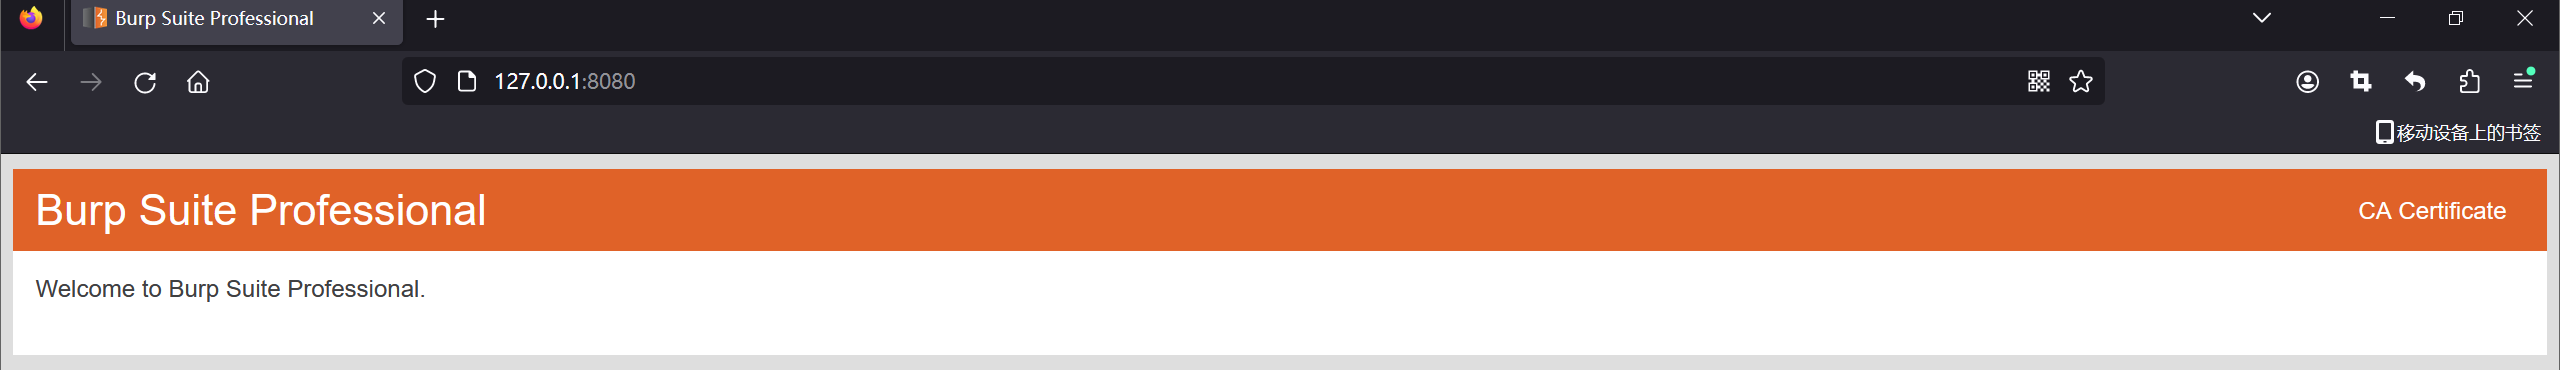 Burp Suite Professional
127.0.0.1:8080
移动设备上的书签
Burp Suite Professional
CA Certificate
Welcome to Burp Suite Professional.